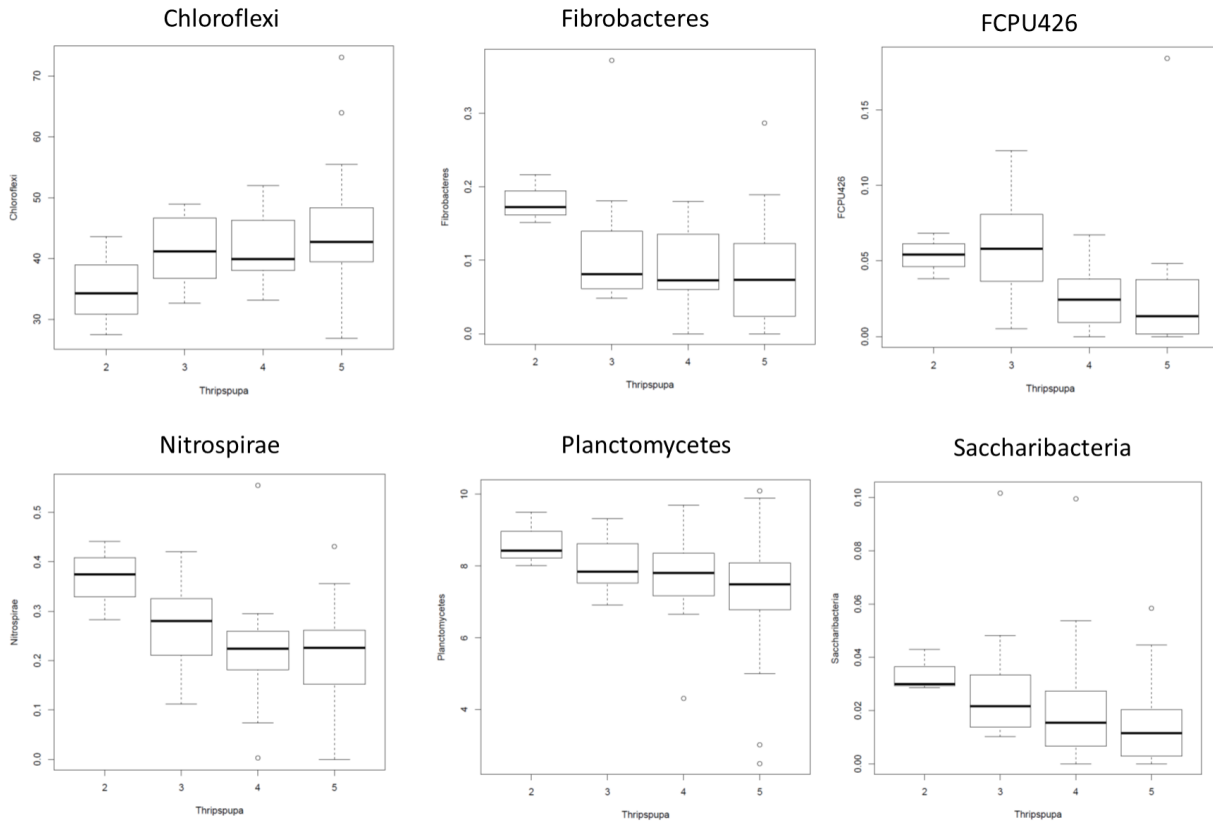 Chloroflexi
Chloroflexi
70
60
50
40
30
2 3 4 5
Thripspupa
Fibrobacteres
Fibrobacteres
0.3
0.2
0.1
0.0
2 3 4 5
Thripspupa
FCPU426
FCPU426
0.15
0.10
0.05
0.00
2 3 4 5
Thripspupa
Nitrospirae
Nitrospirae
0.5
0.4
0.3
0.2
0.1
0.0
2 3 4 5
Thripspupa
Planctomycetes
Planctomycetes
10
8
6
4
2 3 4 5
Thripspupa
Saccharibacteria
Saccharibacteria
0.10
0.08
0.06
0.04
0.02
0.00
2 3 4 5
Thripspupa